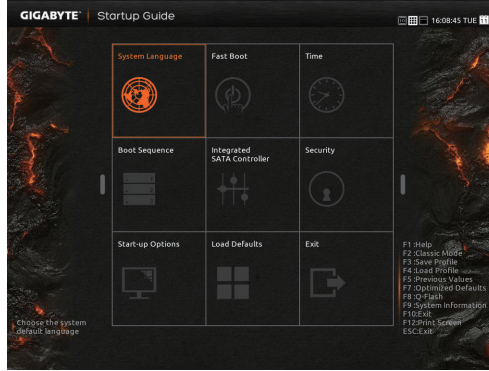 GIGABYTE™ Startup Guide
16:08:45 TUE 11
System Language
Fast Boot
Time
Boot Sequence
Integrated
SATA Controller
Security
Start-up Options
Load Defaults
Exit
F1 :Help
F2 :Classic Mode
F3 :Save Profile
F4 :Load Profile
F5 :Previous Values
F7 :Optimized Defaults
F8 :Q-Flash
F9 :System Information
F10:Exit
F12:Print Screen
ESC:Exit
Choose the system
default language